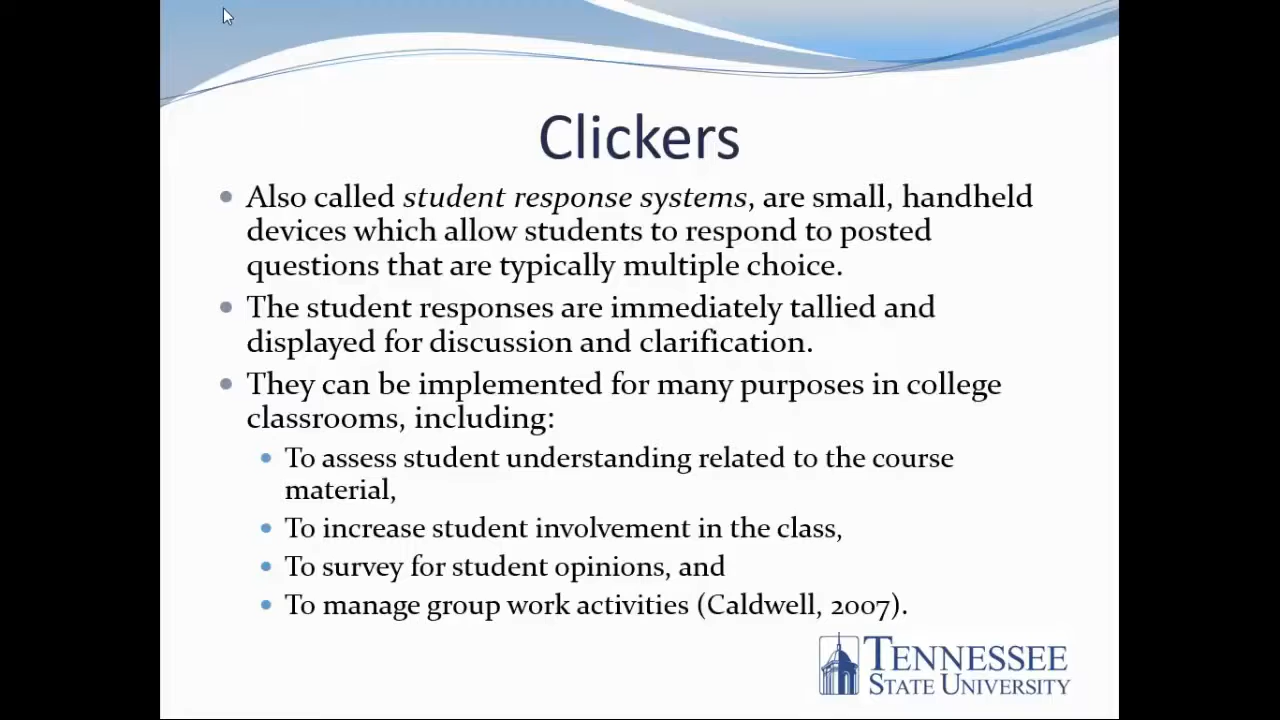 Clickers
Also called student response systems, are small, handheld
devices which allow students to respond to posted
questions that are typically multiple choice.
The student responses are immediately tallied and
displayed for discussion and clarification.
They can be implemented for many purposes in college
classrooms, including:
To assess student understanding related to the course
material,
To increase student involvement in the class,
To survey for student opinions, and
To manage group work activities (Caldwell, 2007).
TENNESSEE
STATE UNIVERSITY